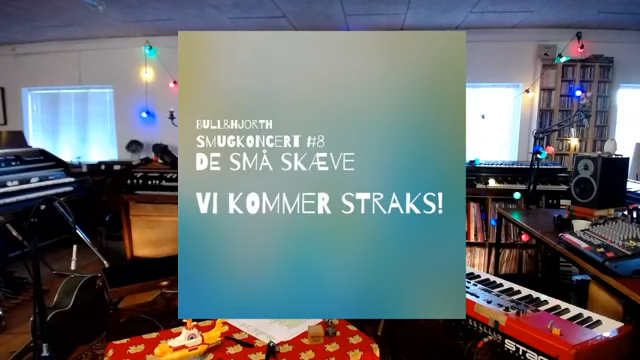 BULL&HJORTH
SMUGKONCERT #8
DE SMÅ SKÆVE
VI KOMMER STRAKS!